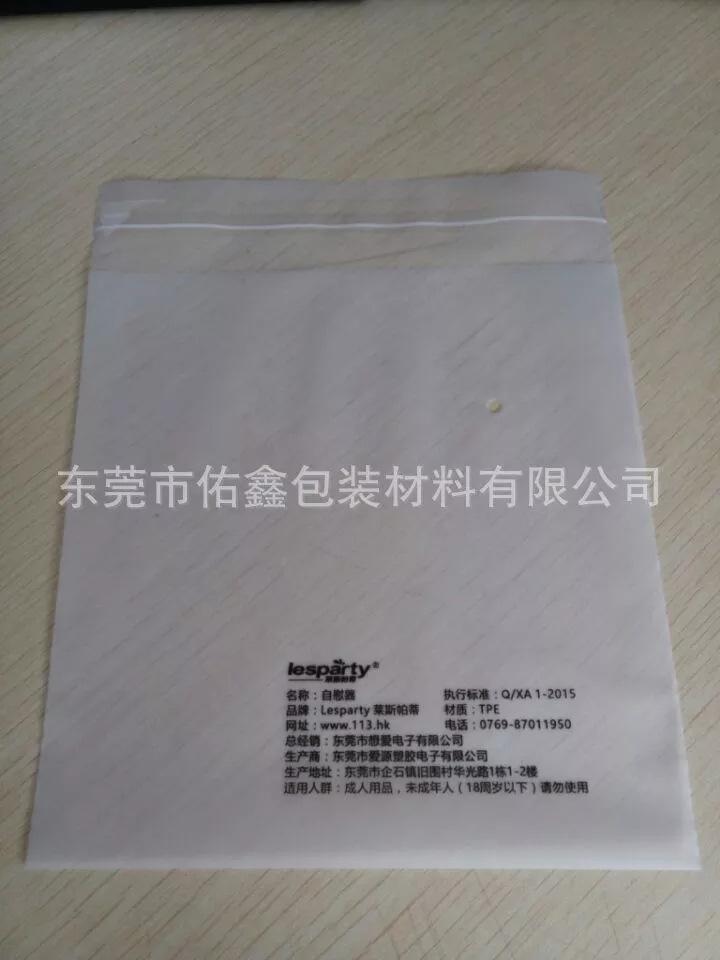 东莞市佑鑫包装材料有限公司
lesparty®
莱斯帕蒂
名称：自慰器 执行标准：Q/XA 1-2015
品牌：Lesparty 莱斯帕蒂 材质：TPE
网址：www.113.hk 电话：0769-87011950
总经销：东莞市想爱电子有限公司
生产商：东莞市爱源塑胶电子有限公司
生产地址：东莞市企石镇旧围村华光路1栋1-2楼
适用人群：成人用品，未成年人（18周岁以下）请勿使用